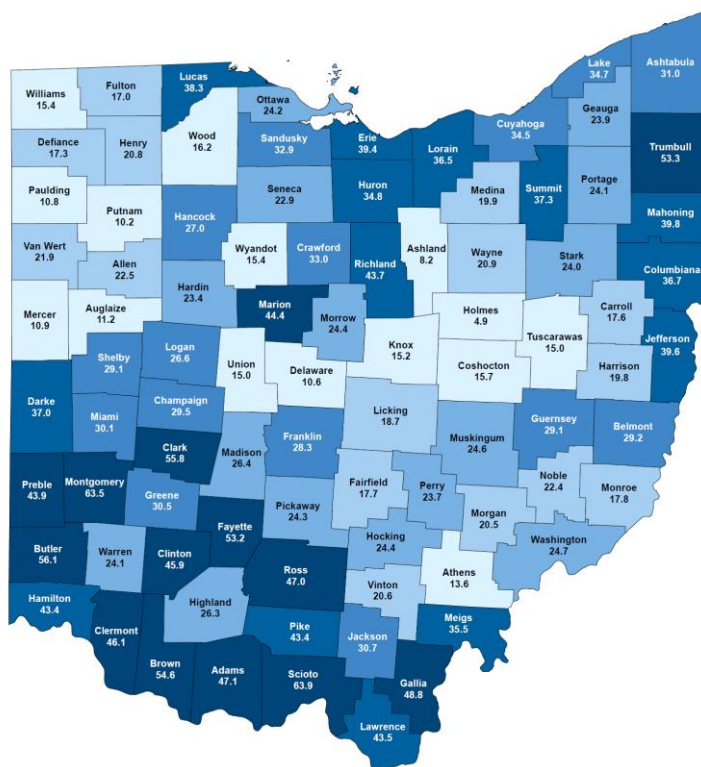 Williams
15.4
Fulton
17.0
Lucas
38.3
Ottawa
24.2
Lake
34.7
Ashtabula
31.0
Geauga
23.9
Cuyahoga
34.5
Defiance
17.3
Henry
20.8
Wood
16.2
Sandusky
32.9
Erie
39.4
Lorain
36.5
Trumbull
53.3
Paulding
10.8
Putnam
10.2
Hancock
27.0
Seneca
22.9
Huron
34.8
Medina
19.9
Summit
37.3
Portage
24.1
Mahoning
39.8
Van Wert
21.9
Allen
22.5
Wyandot
15.4
Crawford
33.0
Richland
43.7
Ashland
8.2
Wayne
20.9
Stark
24.0
Columbiana
36.7
Mercer
10.9
Auglaize
11.2
Hardin
23.4
Marion
44.4
Morrow
24.4
Holmes
4.9
Carroll
17.6
Jefferson
39.6
Shelby
29.1
Logan
26.6
Union
15.0
Delaware
10.6
Knox
15.2
Coshocton
15.7
Tuscarawas
15.0
Harrison
19.8
Darke
37.0
Miami
30.1
Champaign
29.5
Licking
18.7
Muskingum
24.6
Guernsey
29.1
Belmont
29.2
Clark
55.8
Madison
26.4
Franklin
28.3
Preble
43.9
Montgomery
63.5
Greene
30.5
Fayette
53.2
Pickaway
24.3
Fairfield
17.7
Perry
23.7
Morgan
20.5
Noble
22.4
Monroe
17.8
Butler
56.1
Warren
24.1
Clinton
45.9
Ross
47.0
Hocking
24.4
Athens
13.6
Washington
24.7
Hamilton
43.4
Highland
26.3
Pike
43.4
Vinton
20.6
Meigs
35.5
Clermont
46.1
Brown
54.6
Adams
47.1
Scioto
63.9
Jackson
30.7
Gallia
48.8
Lawrence
43.5